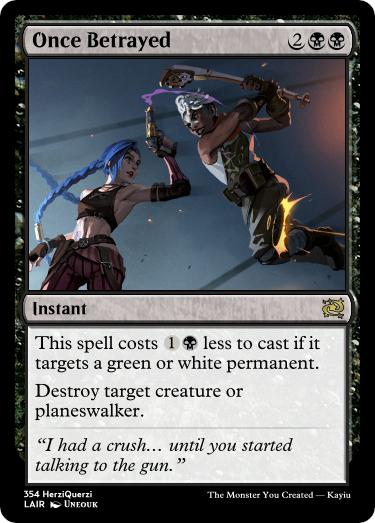 Once Betrayed 2
Instant
This spell costs 1 less to cast if it
targets a green or white permanent.
Destroy target creature or
planeswalker.
“I had a crush… until you started
talking to the gun.”
354 HerziQuerzi
LAIR Uneouk
The Monster You Created — Kayiu